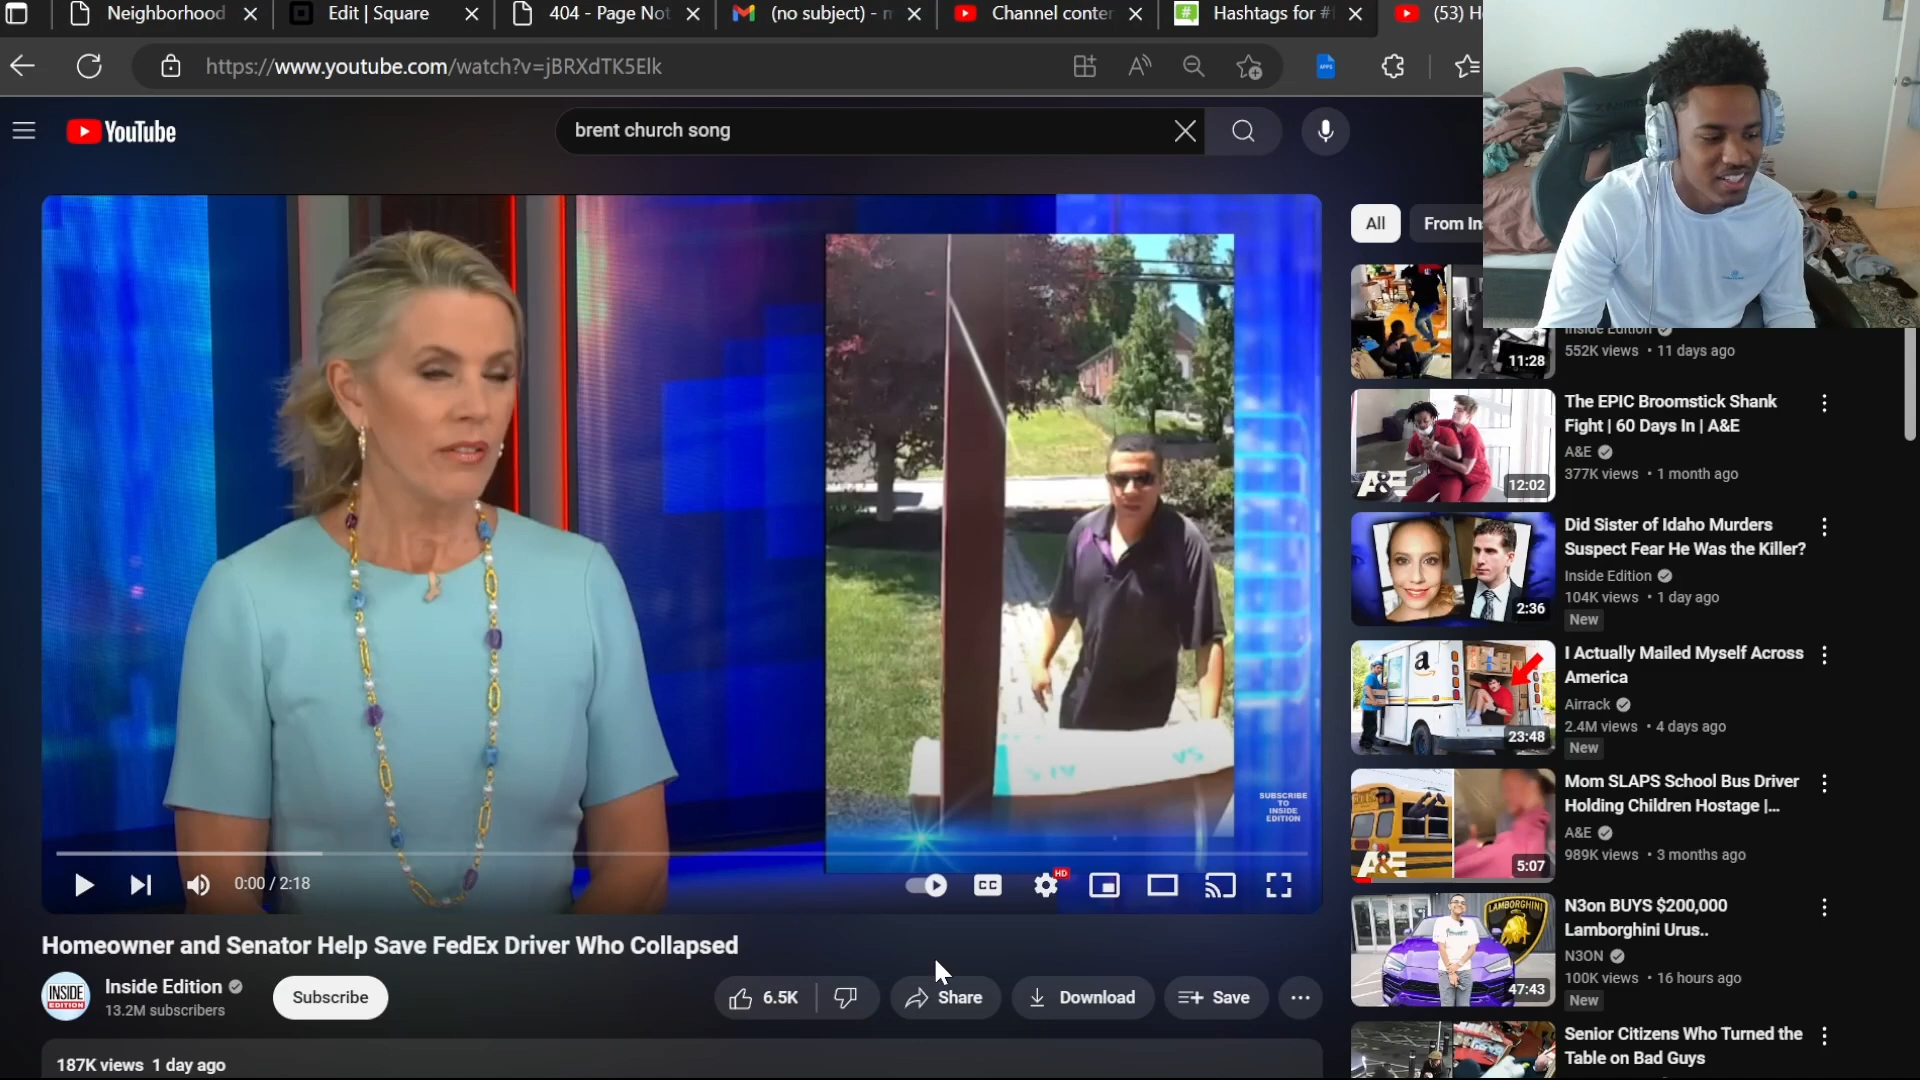 Neighborhood
Edit | Square
404 - Page Not
(no subject) - m
Channel conter
Hashtags for #
(53) H
https://www.youtube.com/watch?v=jBRXdTK5Elk
YouTube
brent church song
All
From In
SUBSCRIBE
TO
INSIDE
EDITION
0:00 / 2:18
CC
HD
Homeowner and Senator Help Save FedEx Driver Who Collapsed
INSIDE
EDITION
Inside Edition
13.2M subscribers
Subscribe
6.5K
Share
Download
Save
187K views 1 day ago
11:28
Inside Edition
552K views • 11 days ago
A&E
12:02
The EPIC Broomstick Shank
Fight | 60 Days In | A&E
A&E
377K views • 1 month ago
2:36
Did Sister of Idaho Murders
Suspect Fear He Was the Killer?
Inside Edition
104K views • 1 day ago
New
a
23:48
I Actually Mailed Myself Across
America
Airrack
2.4M views • 4 days ago
New
A&E
5:07
Mom SLAPS School Bus Driver
Holding Children Hostage |...
A&E
989K views • 3 months ago
LAMBORGHINI
47:43
N3on BUYS $200,000
Lamborghini Urus..
N3ON
100K views • 16 hours ago
New
Senior Citizens Who Turned the
Table on Bad Guys